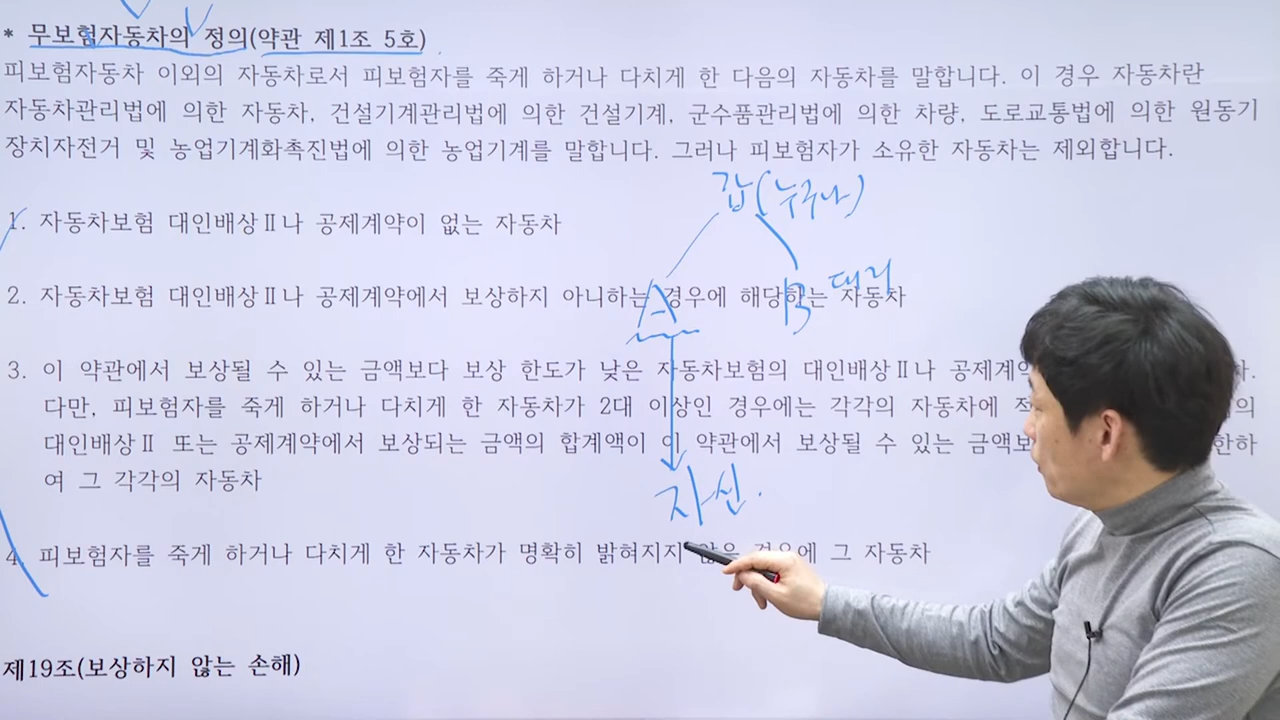 * 무보험자동차의 정의(약관 제1조 5호)
피보험자동차 이외의 자동차로서 피보험자를 죽게 하거나 다치게 한 다음의 자동차를 말합니다. 이 경우 자동차란
자동차관리법에 의한 자동차, 건설기계관리법에 의한 건설기계, 군수품관리법에 의한 차량, 도로교통법에 의한 원동기
장치자전거 및 농업기계화촉진법에 의한 농업기계를 말합니다. 그러나 피보험자가 소유한 자동차는 제외합니다.
갑(누구나)
1. 자동차보험 대인배상Ⅱ나 공제계약이 없는 자동차
A B 대리
2. 자동차보험 대인배상Ⅱ나 공제계약에서 보상하지 아니하는 경우에 해당하는 자동차
3. 이 약관에서 보상될 수 있는 금액보다 보상 한도가 낮은 자동차보험의 대인배상Ⅱ나 공제계
다만, 피보험자를 죽게 하거나 다치게 한 자동차가 2대 이상인 경우에는 각각의 자동차에 의
대인배상Ⅱ 또는 공제계약에서 보상되는 금액의 합계액이 이 약관에서 보상될 수 있는 금액보 한하
여 그 각각의 자동차
자신.
4. 피보험자를 죽게 하거나 다치게 한 자동차가 명확히 밝혀지지 않은 경우에 그 자동차
제19조(보상하지 않는 손해)